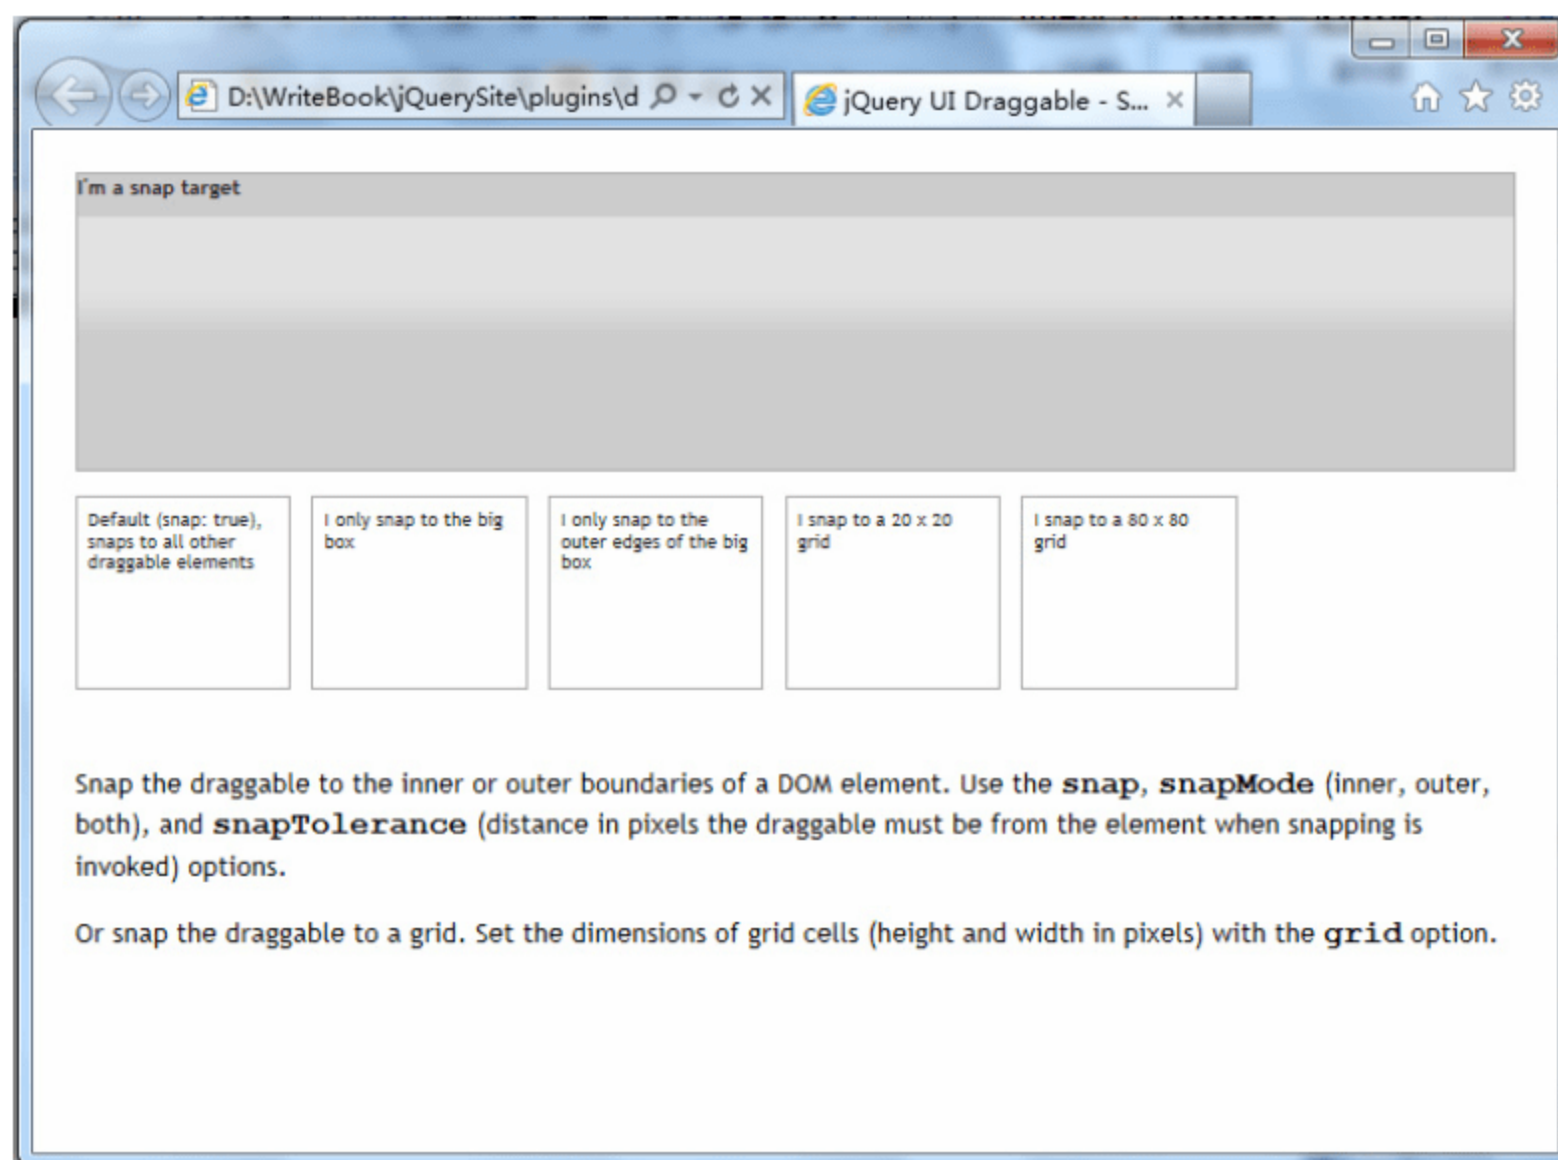 D:\WriteBook\jQuerySite\plugins\d
jQuery UI Draggable - S...
I'm a snap target
Default (snap: true),
snaps to all other
draggable elements
I only snap to the big
box
I only snap to the
outer edges of the big
box
I snap to a 20 x 20
grid
I snap to a 80 x 80
grid
Snap the draggable to the inner or outer boundaries of a DOM element. Use the snap, snapMode (inner, outer,
both), and snapTolerance (distance in pixels the draggable must be from the element when snapping is
invoked) options.
Or snap the draggable to a grid. Set the dimensions of grid cells (height and width in pixels) with the grid option.